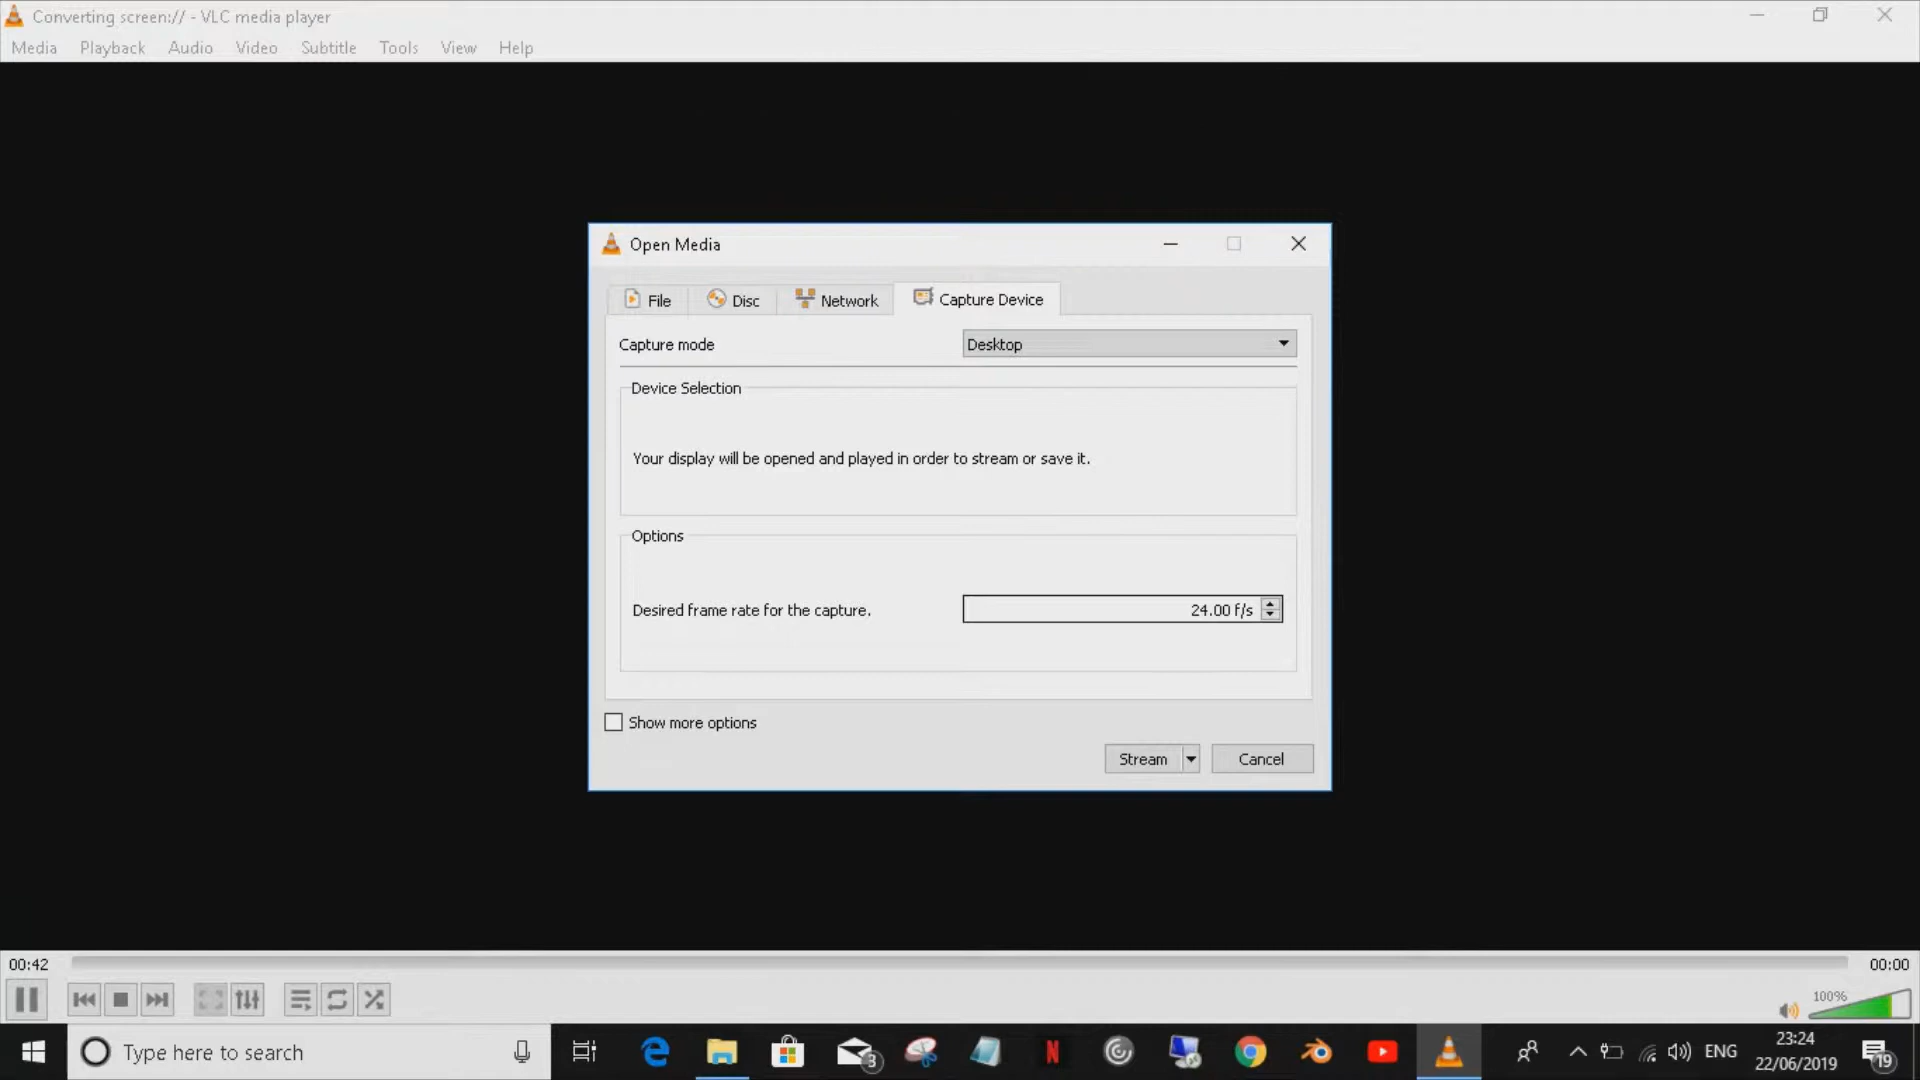 Converting screen:// - VLC media player
Media Playback Audio Video Subtitle Tools View Help
Open Media
File Disc Network Capture Device
Capture mode Desktop
Device Selection
Your display will be opened and played in order to stream or save it.
Options
Desired frame rate for the capture. 24.00 f/s
Show more options
Stream Cancel
00:42 00:00
100%
Type here to search
3
N
ENG
23:24
22/06/2019
19